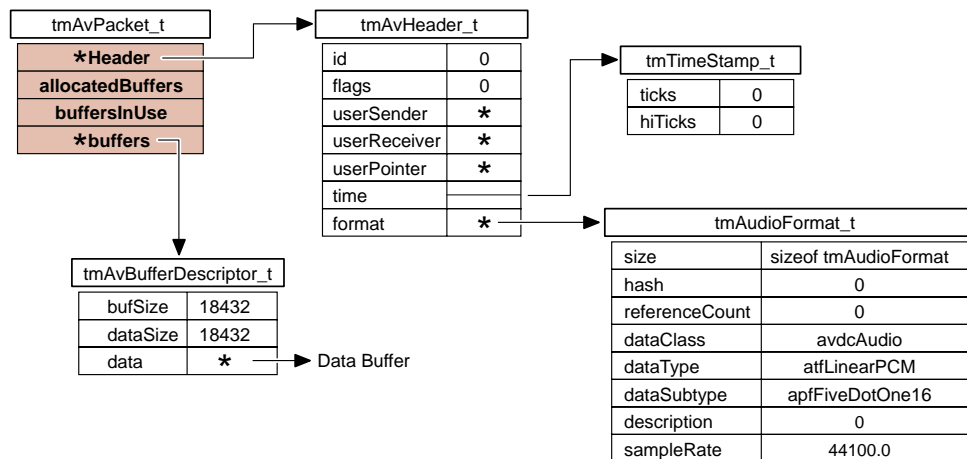 tmAvPacket_t
*Header
allocatedBuffers
buffersInUse
*buffers
tmAvHeader_t
id 0
flags 0
userSender *
userReceiver *
userPointer *
time
format *
tmTimeStamp_t
ticks 0
hiTicks 0
tmAvBufferDescriptor_t
bufSize 18432
dataSize 18432
data * Data Buffer
tmAudioFormat_t
size sizeof tmAudioFormat
hash 0
referenceCount 0
dataClass avdcAudio
dataType atfLinearPCM
dataSubtype apfFiveDotOne16
description 0
sampleRate 44100.0